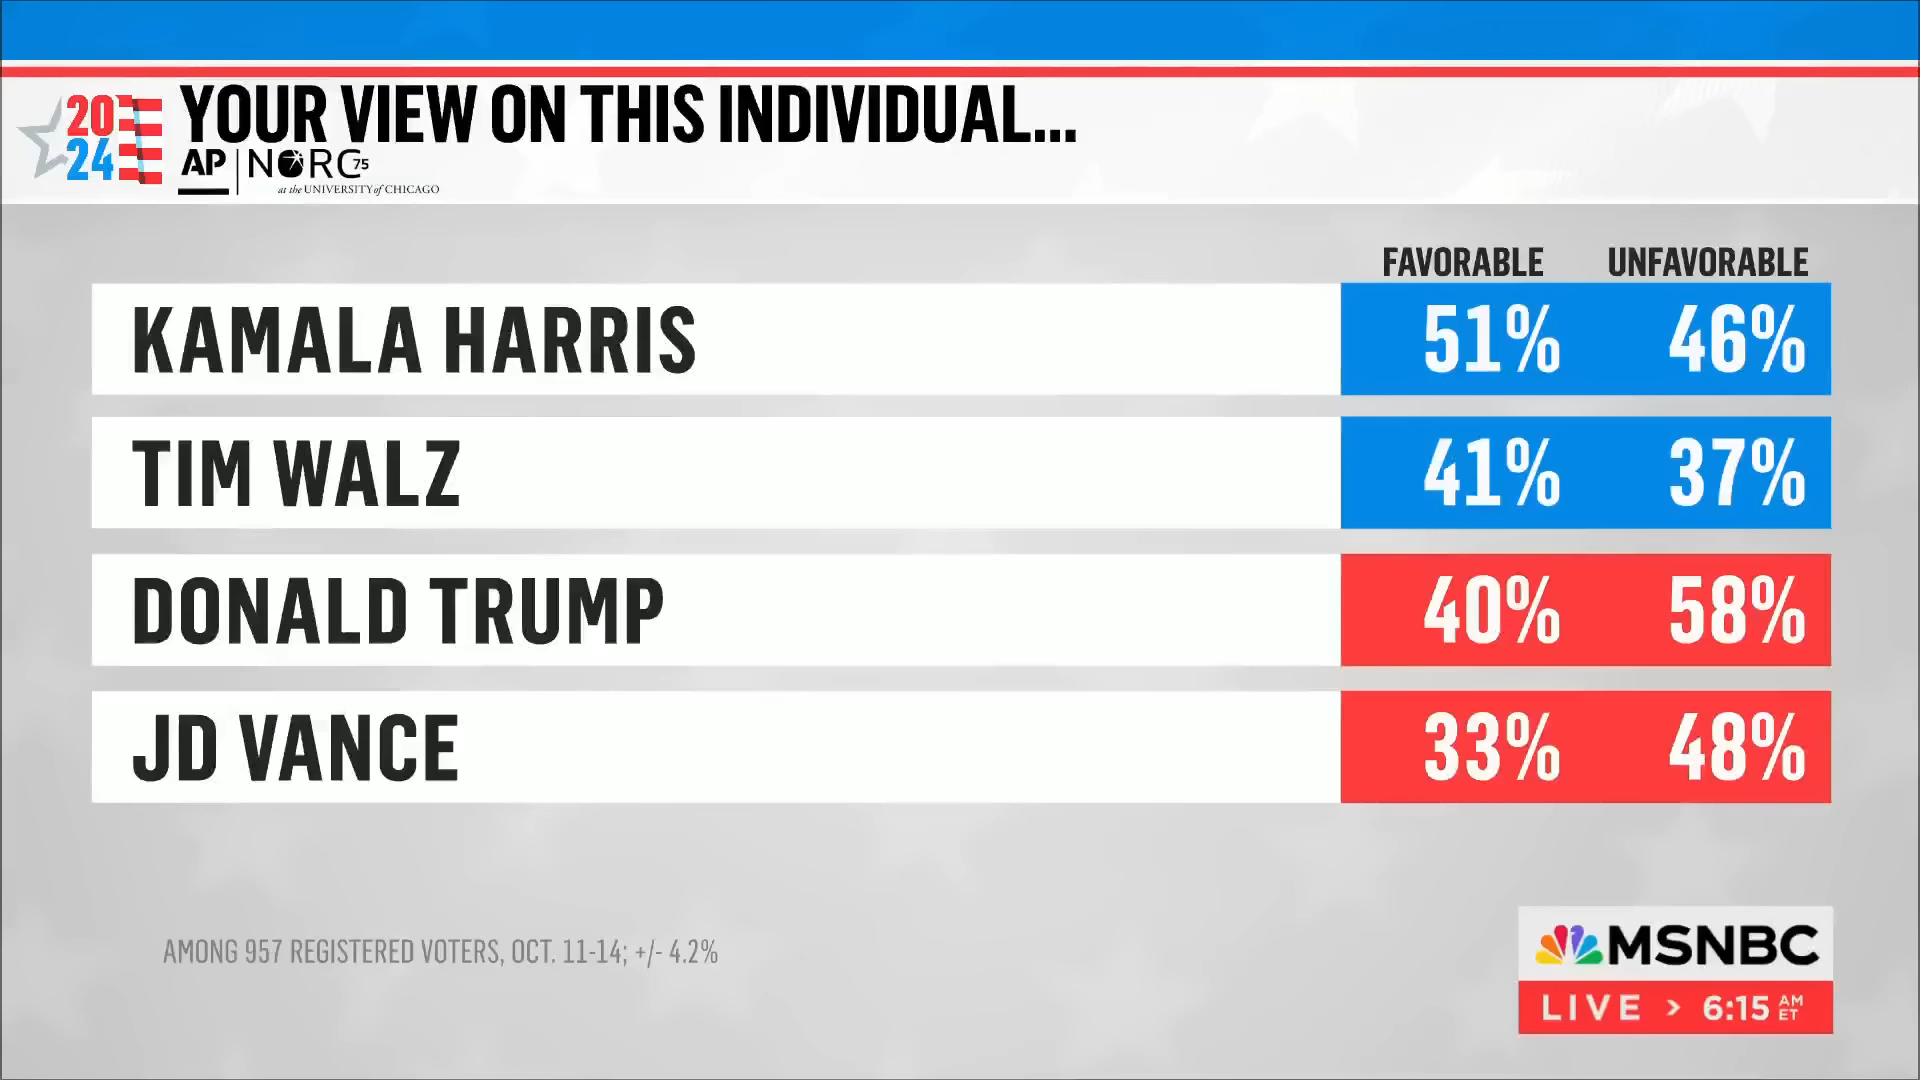 2024
YOUR VIEW ON THIS INDIVIDUAL...
AP | NORC 75
at the UNIVERSITY of CHICAGO
FAVORABLE UNFAVORABLE
KAMALA HARRIS 51% 46%
TIM WALZ 41% 37%
DONALD TRUMP 40% 58%
JD VANCE 33% 48%
AMONG 957 REGISTERED VOTERS, OCT. 11-14; +/- 4.2%
MSNBC
LIVE > 6:15 AM ET